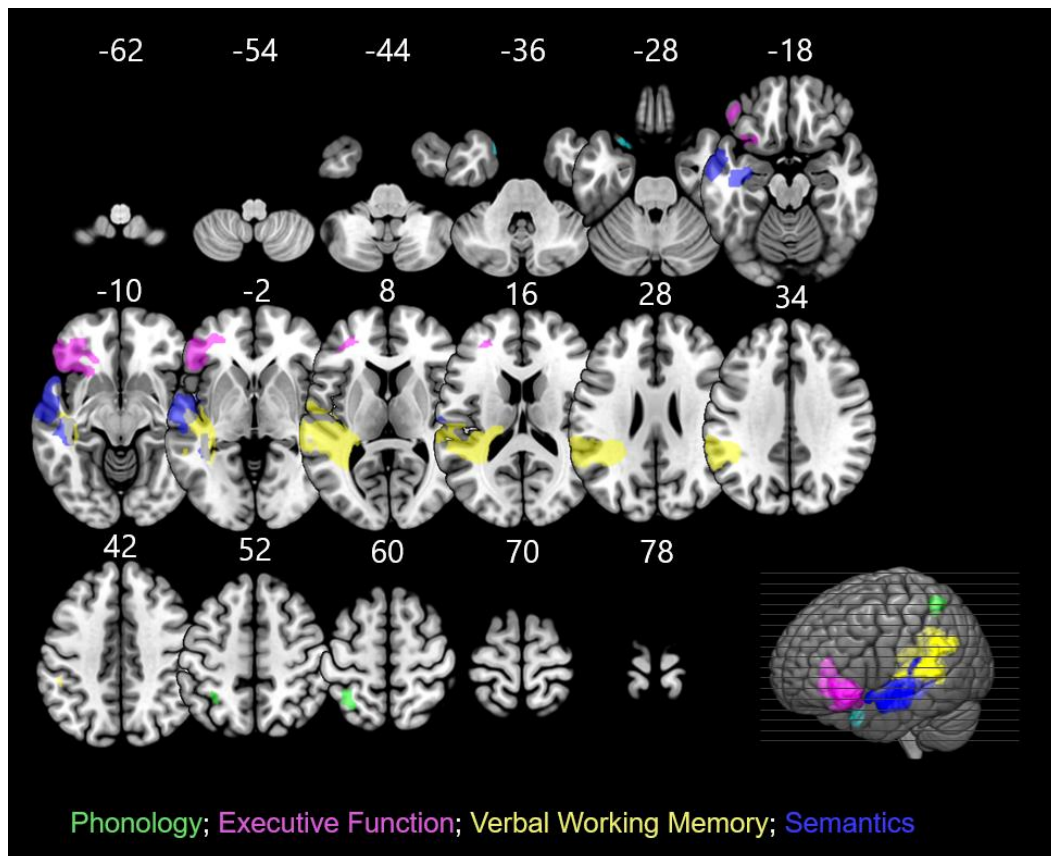 -62 -54 -44 -36 -28 -18
-10 -2 8 16 28 34
42 52 60 70 78
Phonology; Executive Function; Verbal Working Memory; Semantics